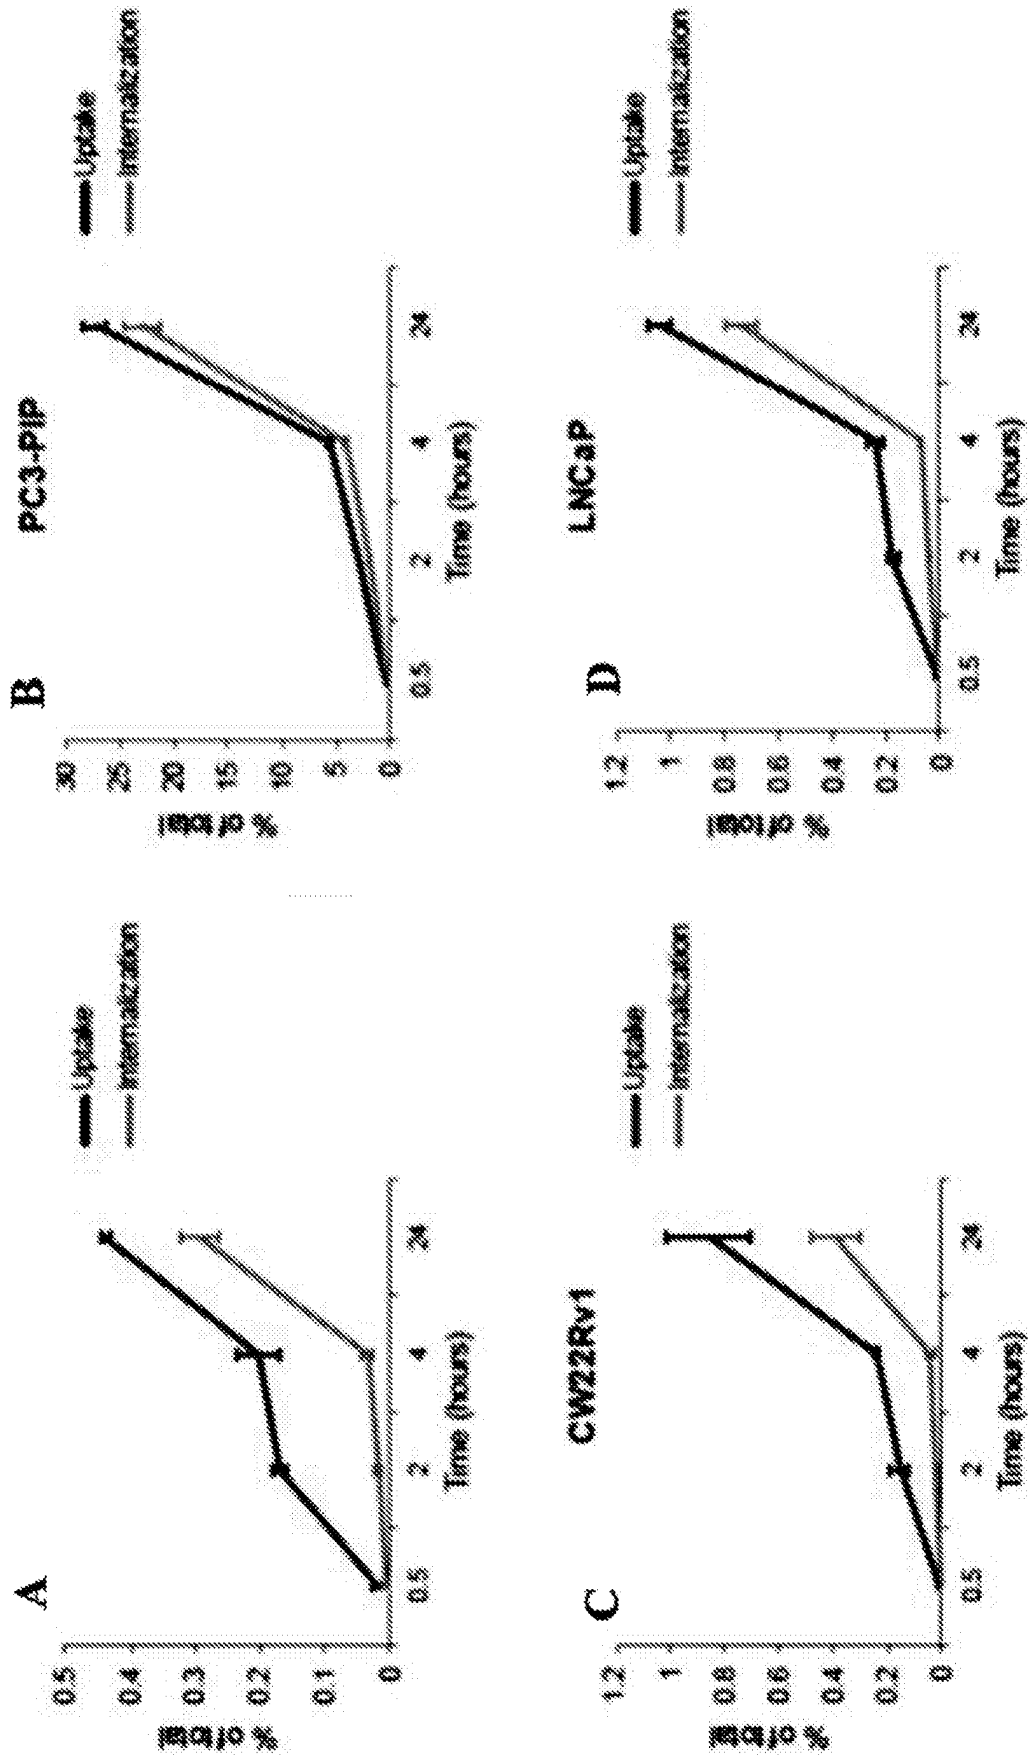 A
% of total
0.5
0.4
0.3
0.2
0.1
0
0.5 2 4 24
Time (hours)
Uptake
Internalization
B
PC3-PIP
% of total
30
25
20
15
10
5
0
0.5 2 4 24
Time (hours)
Uptake
Internalization
C
CW22Rv1
% of total
1.2
1
0.8
0.6
0.4
0.2
0
0.5 2 4 24
Time (hours)
Uptake
Internalization
D
LNCaP
% of total
1.2
1
0.8
0.6
0.4
0.2
0
0.5 2 4 24
Time (hours)
Uptake
Internalization